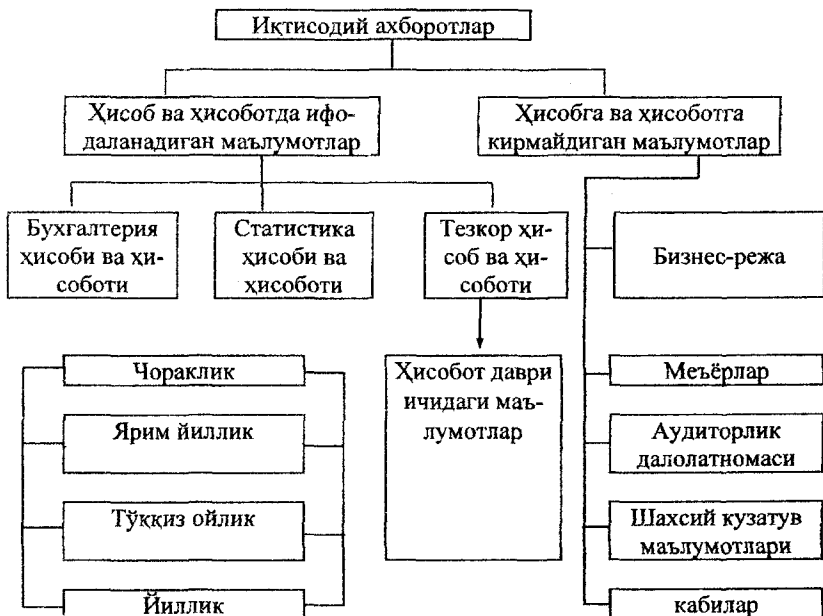 Иқтисодий ахборотлар
Ҳисоб ва ҳисоботда ифо-
даланадиган маълумотлар
Ҳисобга ва ҳисоботга
кирмайдиган маълумотлар
Бухгалтерия
ҳисоби ва ҳи-
соботи
Статистика
ҳисоби ва
ҳисоботи
Тезкор ҳи-
соб ва ҳи-
соботи
Бизнес-режа
Чораклик
Ярим йиллик
Тўққиз ойлик
Йиллик
Ҳисобот даври
ичидаги маъ-
лумотлар
Меъёрлар
Аудиторлик
далолатномаси
Шахсий кузатув
маълумотлари
кабилар